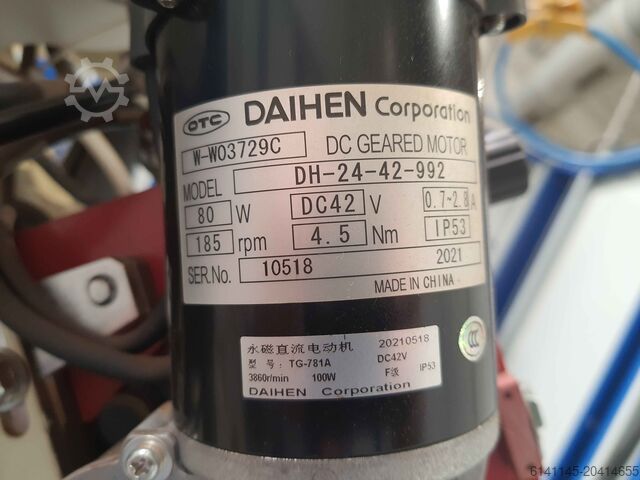 OTC DAIHEN Corporation
W-W03729C DC GEARED MOTOR
MODEL DH-24-42-992
80 W DC42 V 0.7~2.8 A
185 rpm 4.5 Nm IP53
SER.No. 10518 2021
MADE IN CHINA
永磁直流电动机 20210518
型号: TG-781A DC42V
3860r/min 100W F级 IP53
DAIHEN Corporation
6141145-20414655